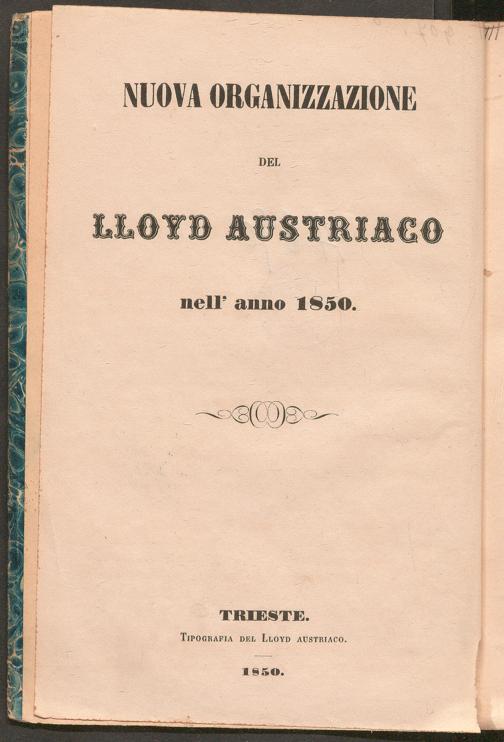 NUOVA ORGANIZZAZIONE
DEL
LLOYD AUSTRIACO
nell' anno 1850.
TRIESTE.
TIPOGRAFIA DEL LLOYD AUSTRIACO.
1850.